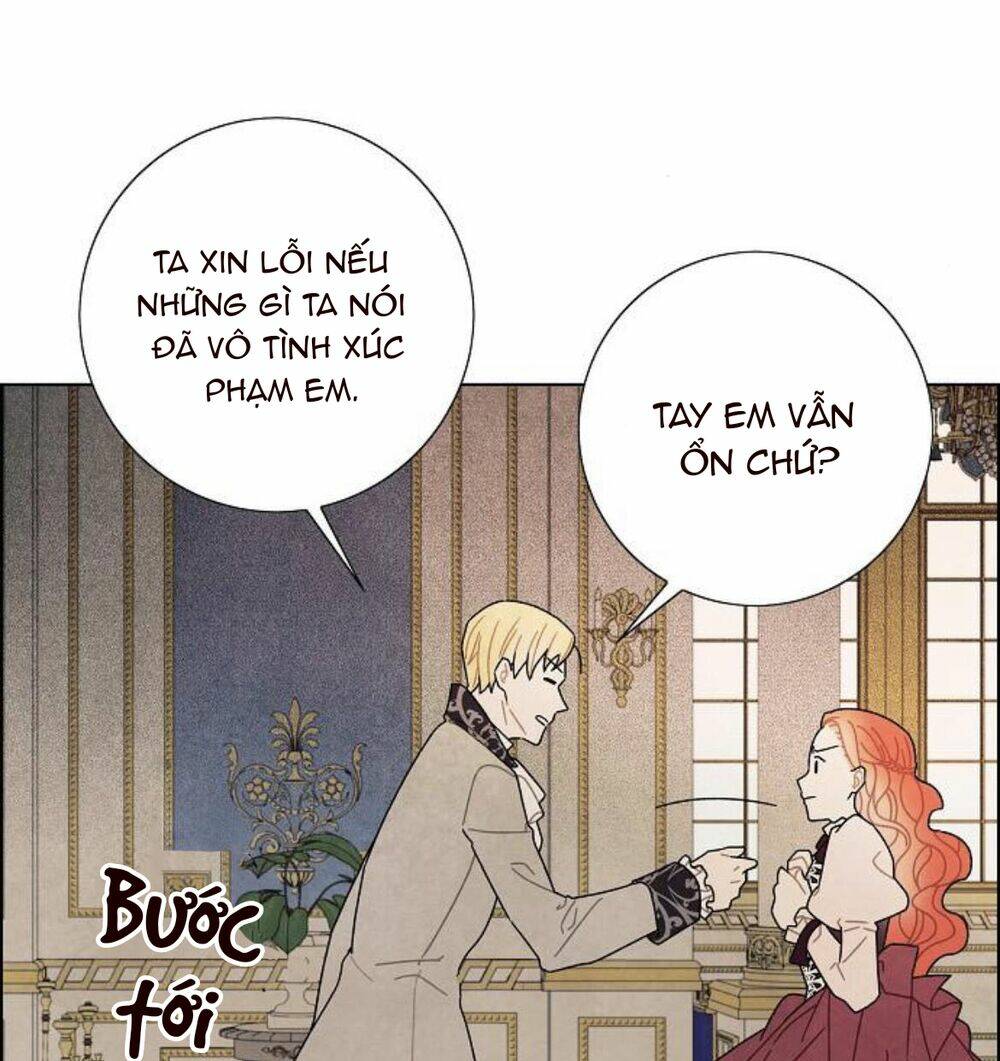 TA XIN LỖI NẾU
NHỮNG GÌ TA NÓI
ĐÃ VÔ TÌNH XÚC
PHẠM EM.
TAY EM VẪN
ỔN CHỨ?
BƯỚC
TỚI